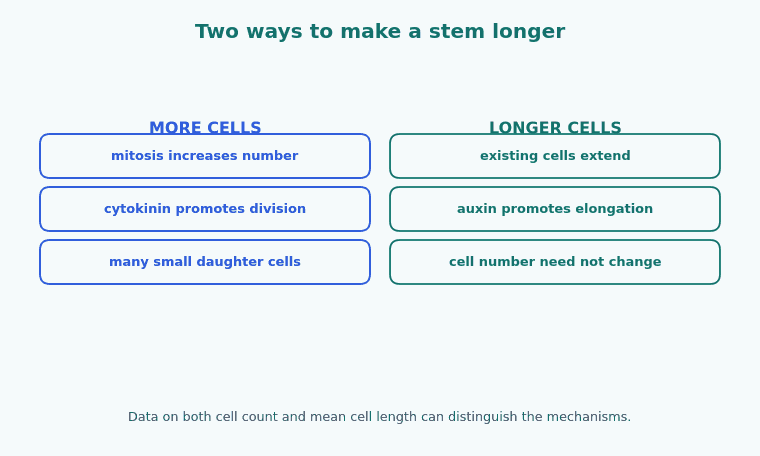 Two ways to make a stem longer
MORE CELLS
mitosis increases number
cytokinin promotes division
many small daughter cells
LONGER CELLS
existing cells extend
auxin promotes elongation
cell number need not change
Data on both cell count and mean cell length can distinguish the mechanisms.